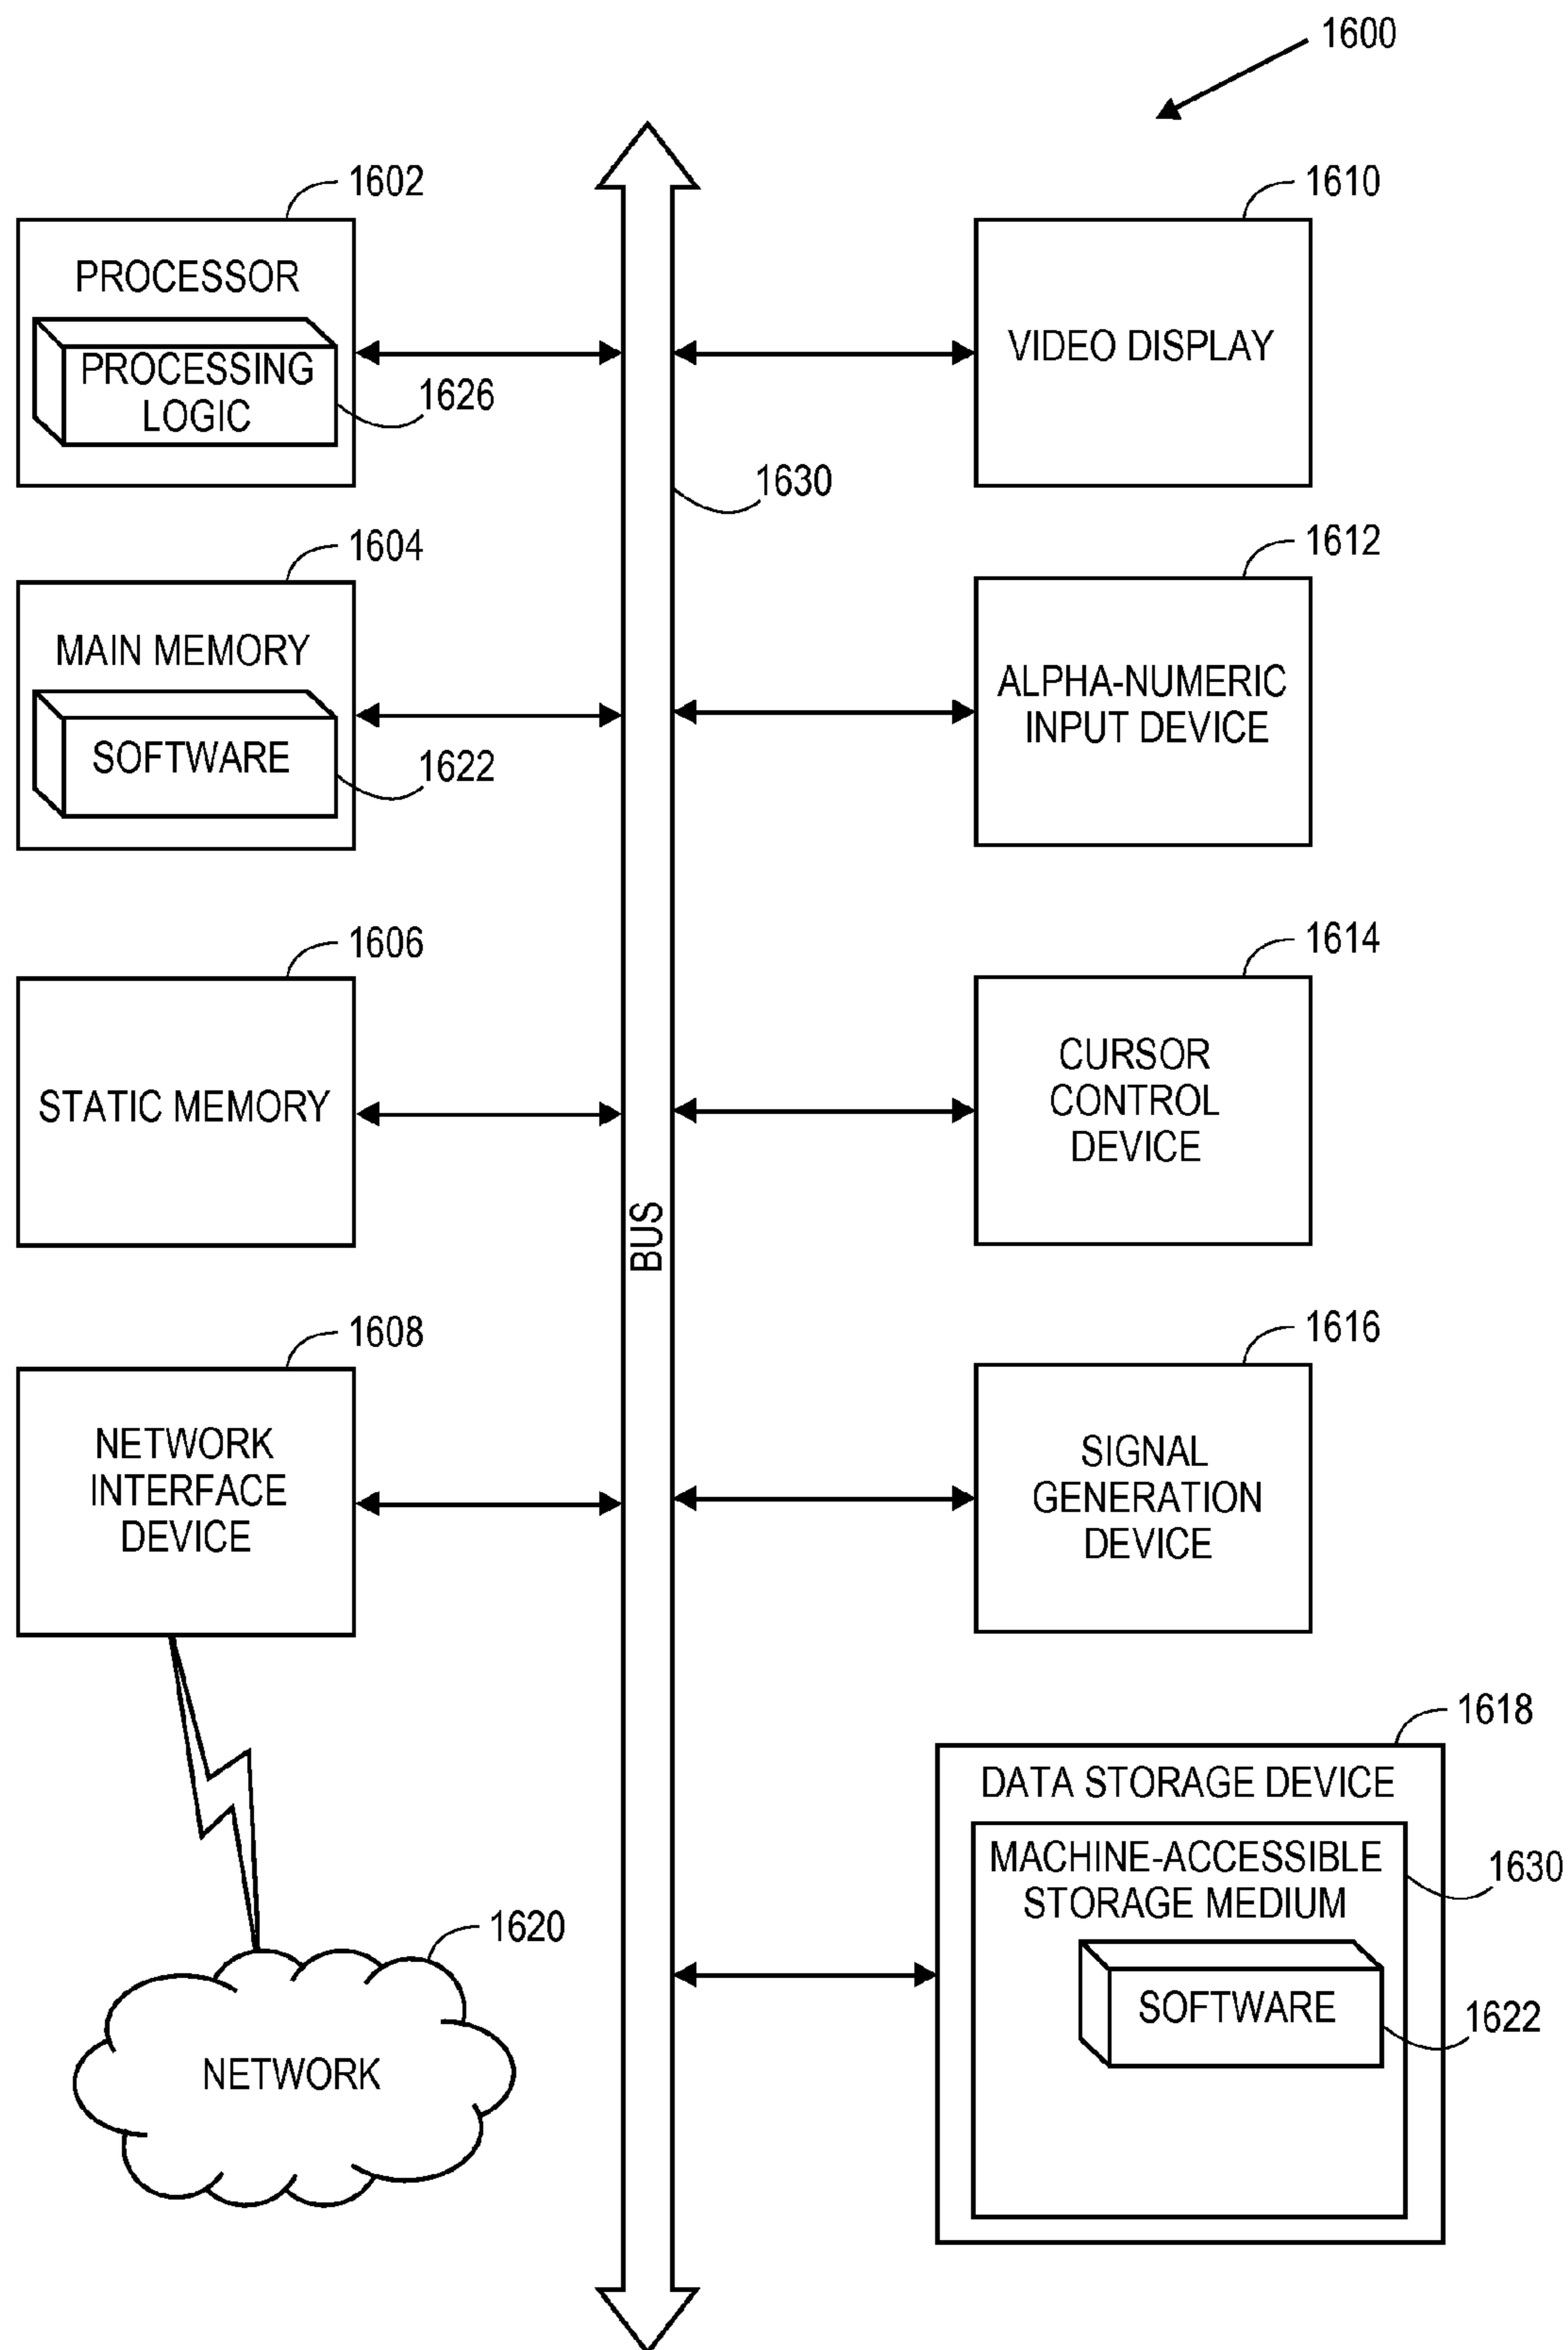 1600
1602
PROCESSOR
PROCESSING
LOGIC
1626
1610
VIDEO DISPLAY
1630
1604
MAIN MEMORY
SOFTWARE
1622
1612
ALPHA-NUMERIC
INPUT DEVICE
1606
STATIC MEMORY
1614
CURSOR
CONTROL
DEVICE
BUS
1608
NETWORK
INTERFACE
DEVICE
1616
SIGNAL
GENERATION
DEVICE
1618
DATA STORAGE DEVICE
MACHINE-ACCESSIBLE
STORAGE MEDIUM
1630
SOFTWARE
1622
1620
NETWORK